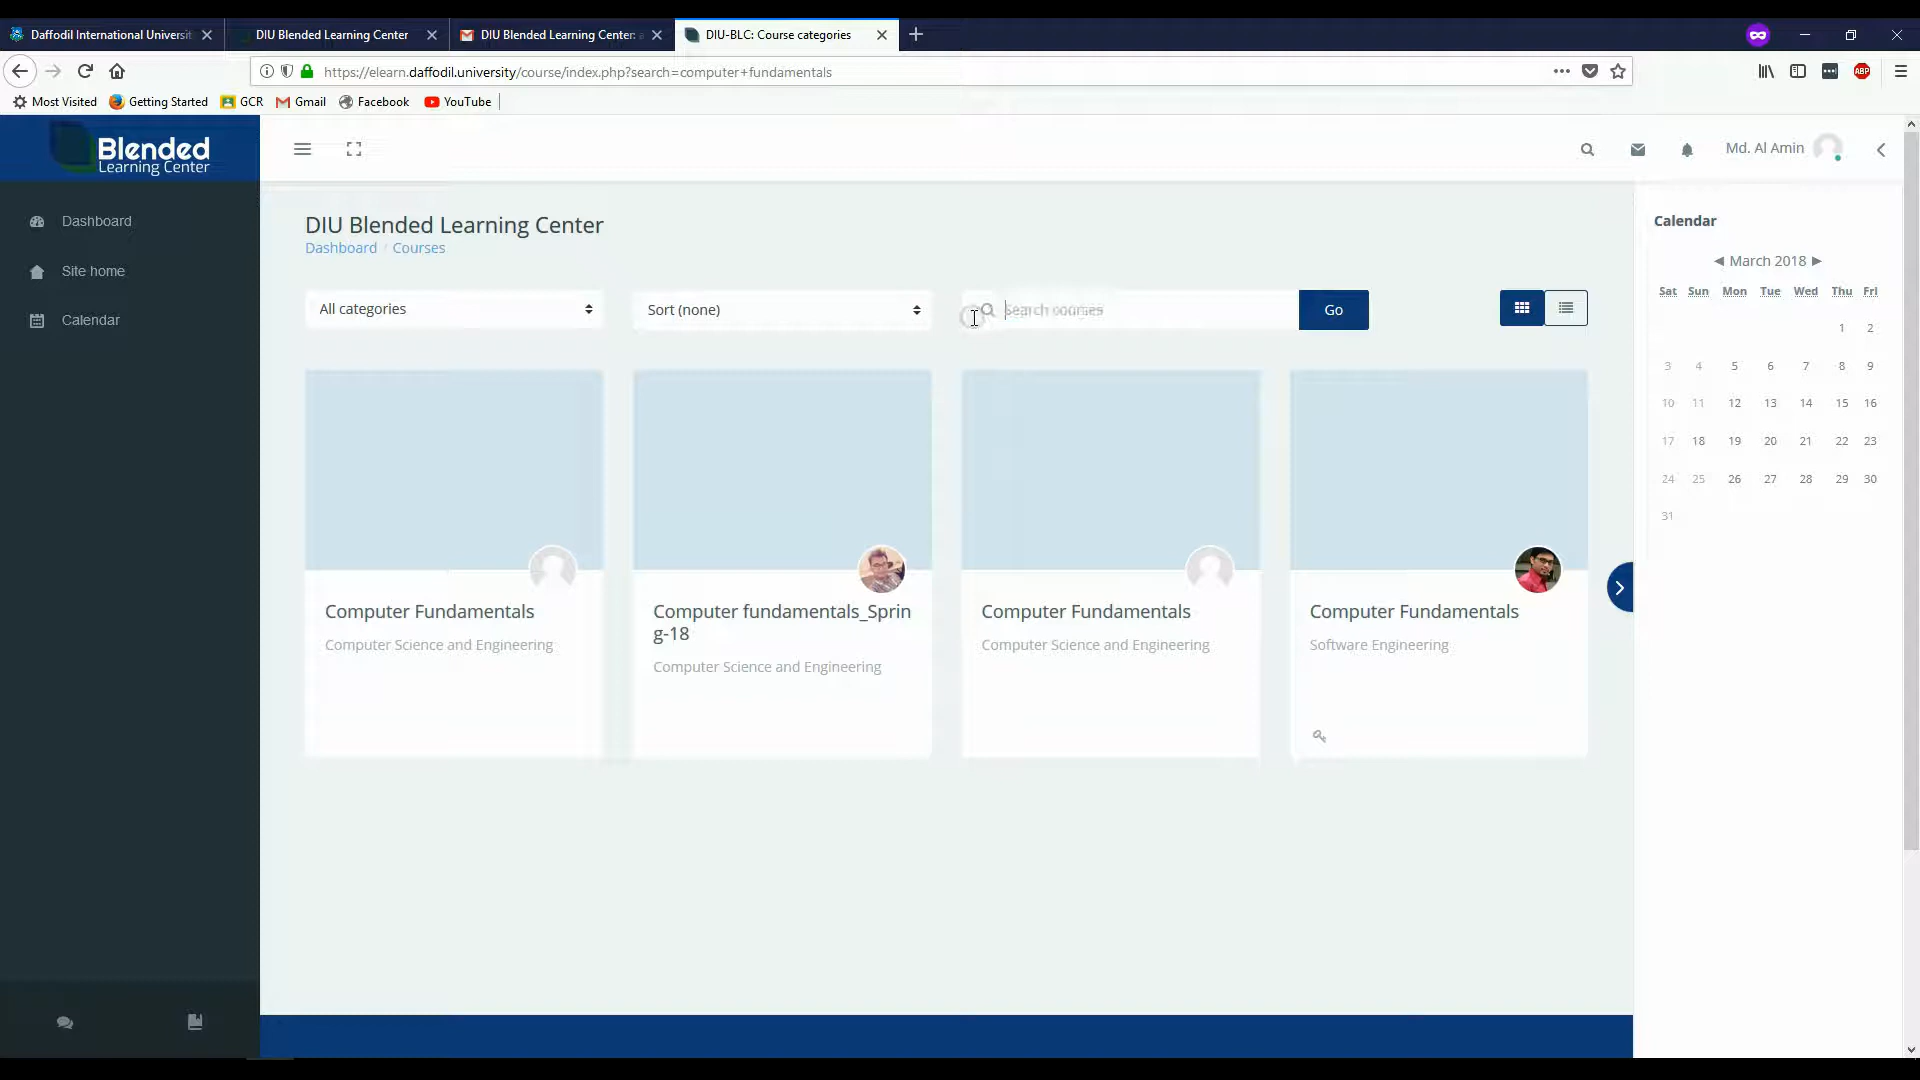 Daffodil International Universit
DIU Blended Learning Center
DIU Blended Learning Center:
DIU-BLC: Course categories
https://elearn.daffodil.university/course/index.php?search=computer+fundamentals
ABP
Most Visited
Getting Started
GCR
Gmail
Facebook
YouTube
Blended
Learning Center
Md. Al Amin
Dashboard
Site home
Calendar
DIU Blended Learning Center
Dashboard / Courses
All categories
Sort (none)
Search courses
Go
Computer Fundamentals
Computer Science and Engineering
Computer fundamentals_Sprin
g-18
Computer Science and Engineering
Computer Fundamentals
Computer Science and Engineering
Computer Fundamentals
Software Engineering
Calendar
◀ March 2018 ▶
Sat Sun Mon Tue Wed Thu Fri
1 2
3 4 5 6 7 8 9
10 11 12 13 14 15 16
17 18 19 20 21 22 23
24 25 26 27 28 29 30
31